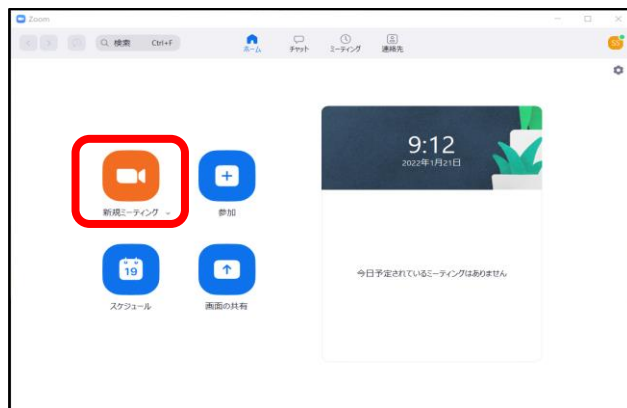 Zoom
検索 Ctrl+F
ホーム
チャット
ミーティング
連絡先
SS
新規ミーティング
参加
19
スケジュール
画面の共有
9:12
2022年1月21日
今日予定されているミーティングはありません